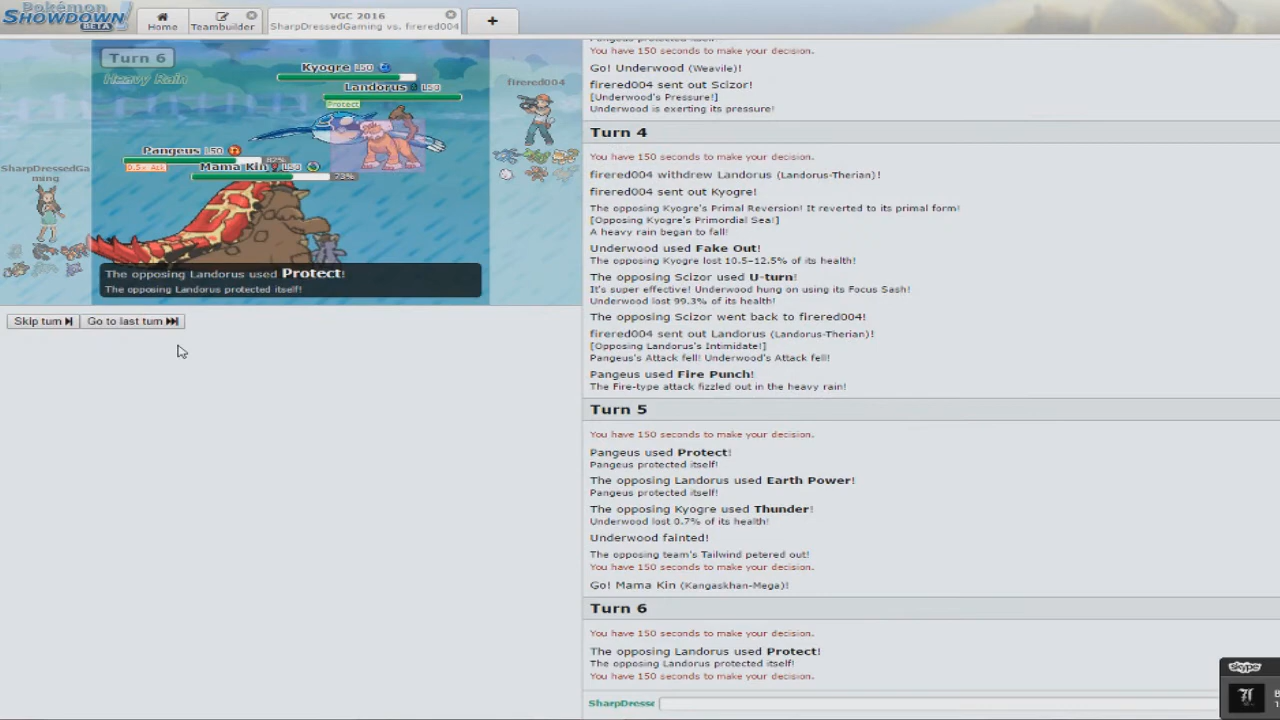 Pokémon
SHOWDOWN!
BETA
Home
Teambuilder
VGC 2016
SharpDressedGaming vs. firered004
+
Turn 6
Heavy Rain
Kyogre L50
Landorus L50
Protect
firered004
Pangeus L50
82%
0.5× Atk
Mama Kin L50
73%
SharpDressedGa
ming
The opposing Landorus used Protect!
The opposing Landorus protected itself!
Skip turn
Go to last turn
You have 150 seconds to make your decision.
Go! Underwood (Weavile)!
firered004 sent out Scizor!
[Underwood's Pressure!]
Underwood is exerting its pressure!
Turn 4
You have 150 seconds to make your decision.
firered004 withdrew Landorus (Landorus-Therian)!
firered004 sent out Kyogre!
The opposing Kyogre's Primal Reversion! It reverted to its primal form!
[Opposing Kyogre's Primordial Sea!]
A heavy rain began to fall!
Underwood used Fake Out!
The opposing Kyogre lost 10.5–12.5% of its health!
The opposing Scizor used U-turn!
It's super effective! Underwood hung on using its Focus Sash!
Underwood lost 99.3% of its health!
The opposing Scizor went back to firered004!
firered004 sent out Landorus (Landorus-Therian)!
[Opposing Landorus's Intimidate!]
Pangeus's Attack fell! Underwood's Attack fell!
Pangeus used Fire Punch!
The Fire-type attack fizzled out in the heavy rain!
Turn 5
You have 150 seconds to make your decision.
Pangeus used Protect!
Pangeus protected itself!
The opposing Landorus used Earth Power!
Pangeus protected itself!
The opposing Kyogre used Thunder!
Underwood lost 0.7% of its health!
Underwood fainted!
The opposing team's Tailwind petered out!
You have 150 seconds to make your decision.
Go! Mama Kin (Kangaskhan-Mega)!
Turn 6
You have 150 seconds to make your decision.
The opposing Landorus used Protect!
The opposing Landorus protected itself!
You have 150 seconds to make your decision.
SharpDresse
skype